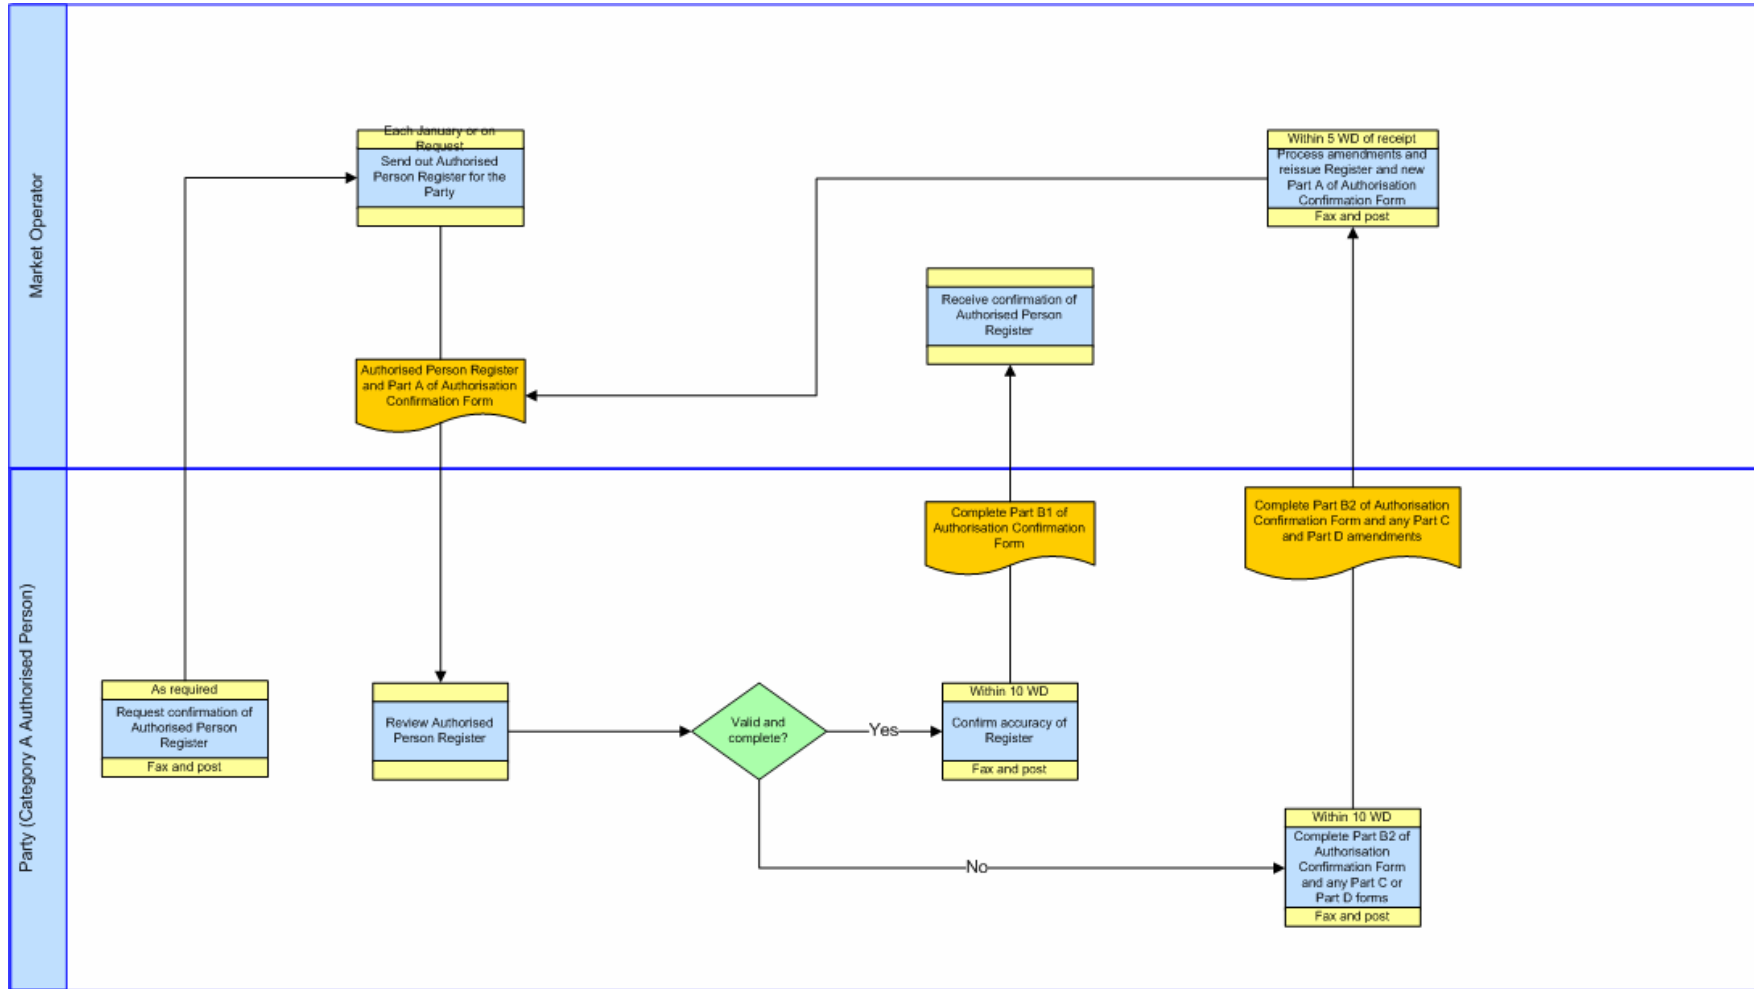 Market Operator
Each January or on
Request
Send out Authorised
Person Register for the
Party
Within 5 WD of receipt
Process amendments and
reissue Register and new
Part A of Authorisation
Confirmation Form
Fax and post
Receive confirmation of
Authorised Person
Register
Authorised Person Register
and Part A of Authorisation
Confirmation Form
Party (Category A Authorised Person)
Complete Part B1 of
Authorisation Confirmation
Form
Complete Part B2 of Authorisation
Confirmation Form and any Part C
and Part D amendments
As required
Request confirmation of
Authorised Person
Register
Fax and post
Review Authorised
Person Register
Valid and
complete?
Yes
Within 10 WD
Confirm accuracy of
Register
Fax and post
No
Within 10 WD
Complete Part B2 of
Authorisation
Confirmation Form
and any Part C or
Part D forms
Fax and post